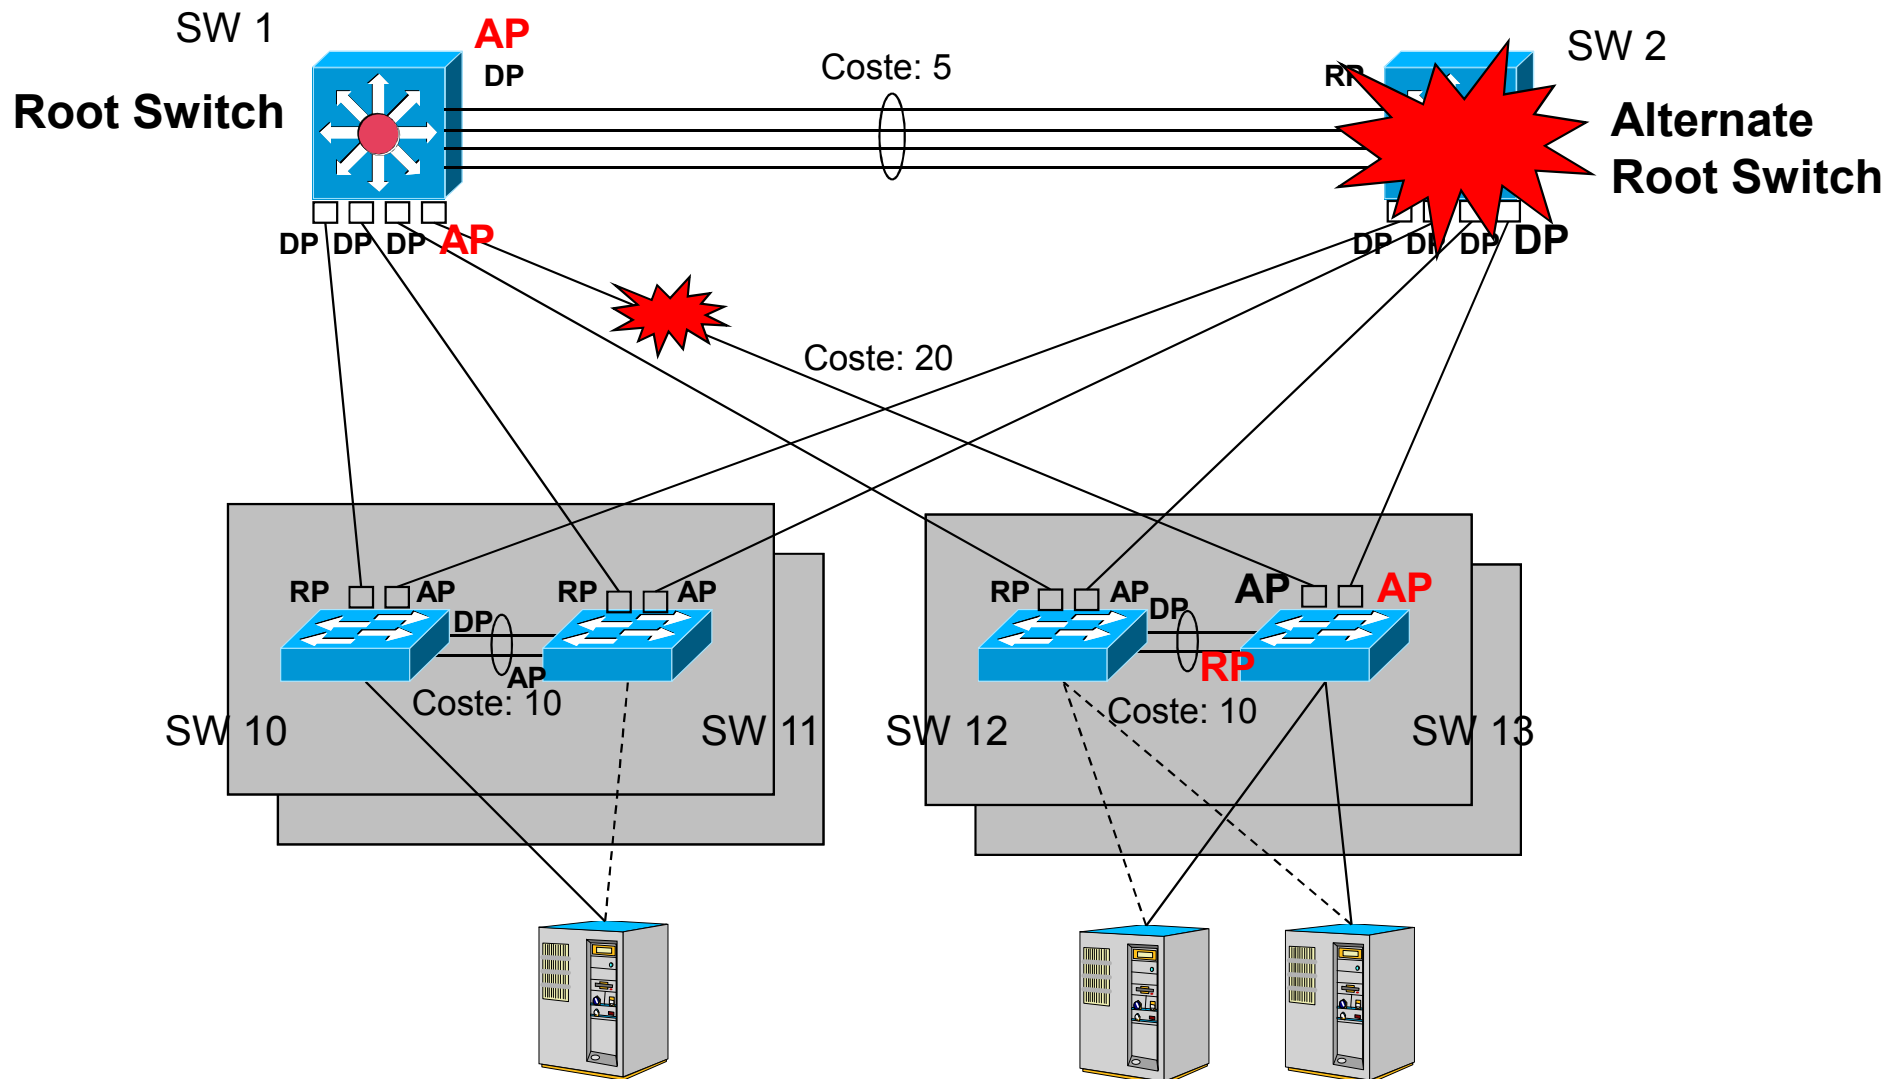 SW 1
AP
DP
Coste: 5
RP
SW 2
Root Switch
Alternate
Root Switch
DP DP DP AP
DP DP DP
Coste: 20
RP AP
RP AP
DP
AP
Coste: 10
SW 10
SW 11
RP AP
DP
AP AP
RP
Coste: 10
SW 12
SW 13